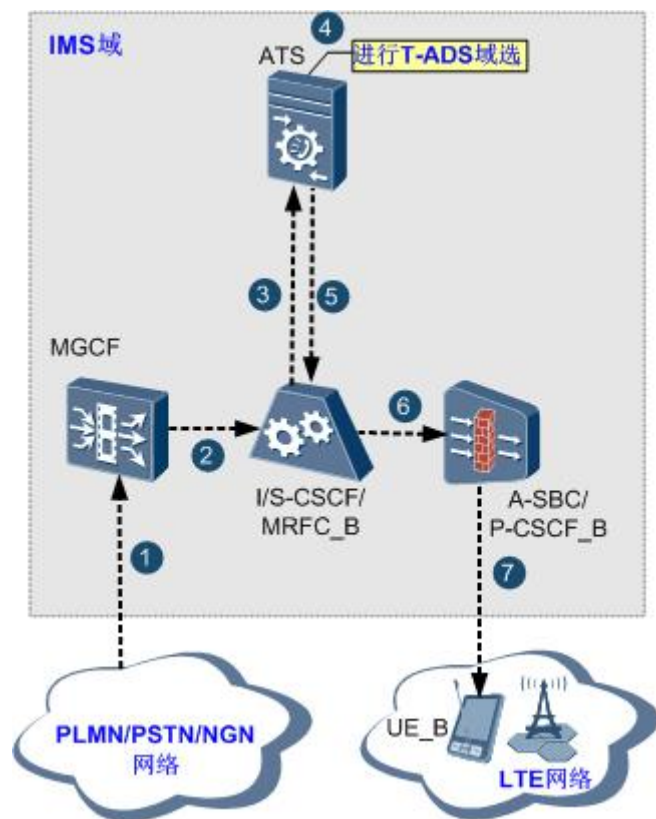 IMS域
4
ATS
进行T-ADS域选
3
5
MGCF
2
6
I/S-CSCF/
MRFC_B
A-SBC/
P-CSCF_B
1
7
PLMN/PSTN/NGN
网络
UE_B
LTE网络